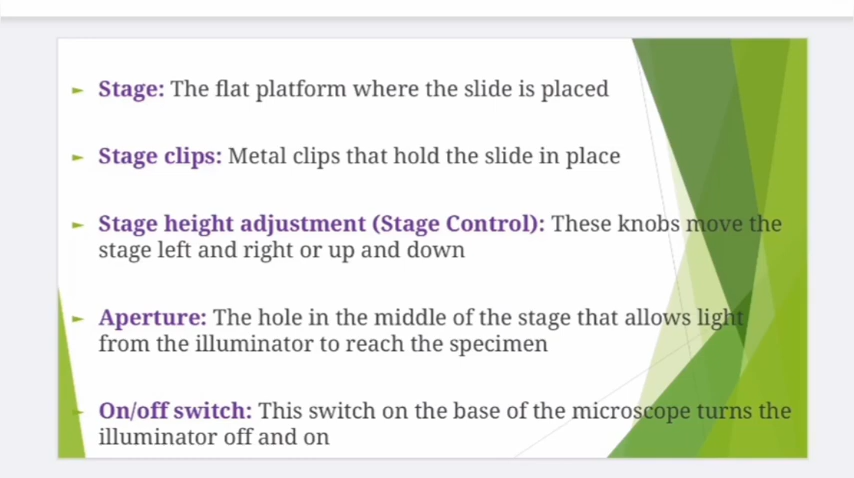 ► Stage: The flat platform where the slide is placed
► Stage clips: Metal clips that hold the slide in place
► Stage height adjustment (Stage Control): These knobs move the
stage left and right or up and down
► Aperture: The hole in the middle of the stage that allows light
from the illuminator to reach the specimen
► On/off switch: This switch on the base of the microscope turns the
illuminator off and on